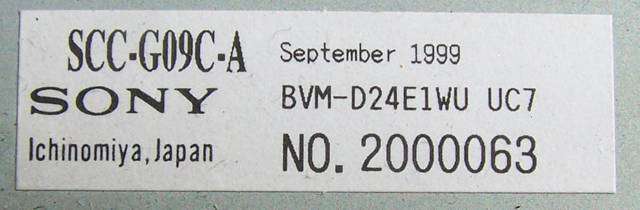 SCC-G09C-A September 1999
SONY BVM-D24E1WU UC7
Ichinomiya, Japan NO. 2000063